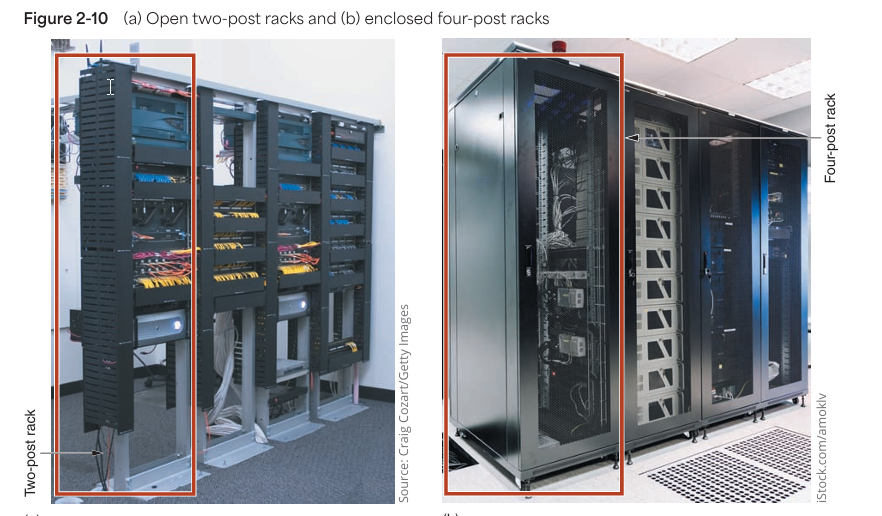 Figure 2-10 (a) Open two-post racks and (b) enclosed four-post racks
Two-post rack
Source: Craig Cozart/Getty Images
Four-post rack
iStock.com/amoklv